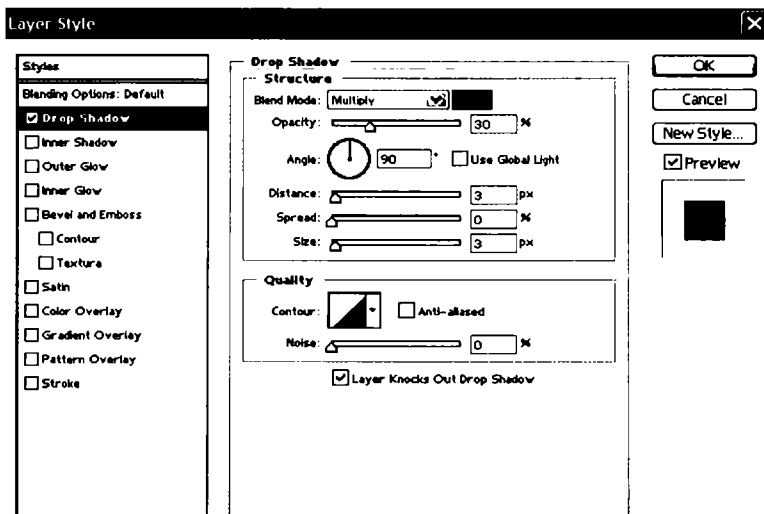 Layer Style
Styles
Blending Options: Default
Drop Shadow
Inner Shadow
Outer Glow
Inner Glow
Bevel and Emboss
Contour
Textura
Satin
Color Overlay
Gradient Overlay
Pattern Overlay
Stroke
Drop Shadow
Structure
Blend Mode: Multiply
Opacity: 30 %
Angle: 90 ° Use Global Light
Distance: 3 px
Spread: 0 %
Size: 3 px
Quality
Contour: Anti-aliased
Noise: 0 %
Layer Knocks Out Drop Shadow
OK
Cancel
New Style...
Preview